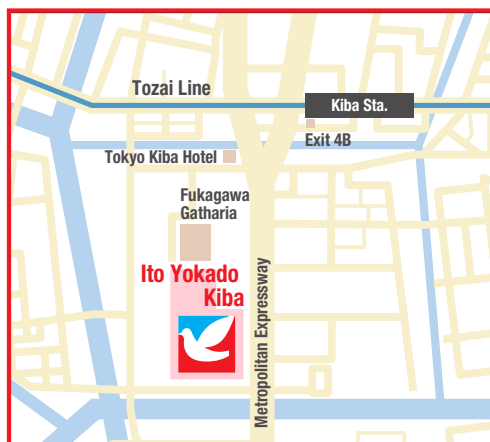 Tozai Line
Kiba Sta.
Exit 4B
Tokyo Kiba Hotel
Fukagawa
Gatharia
Ito Yokado
Kiba
Metropolitan Expressway